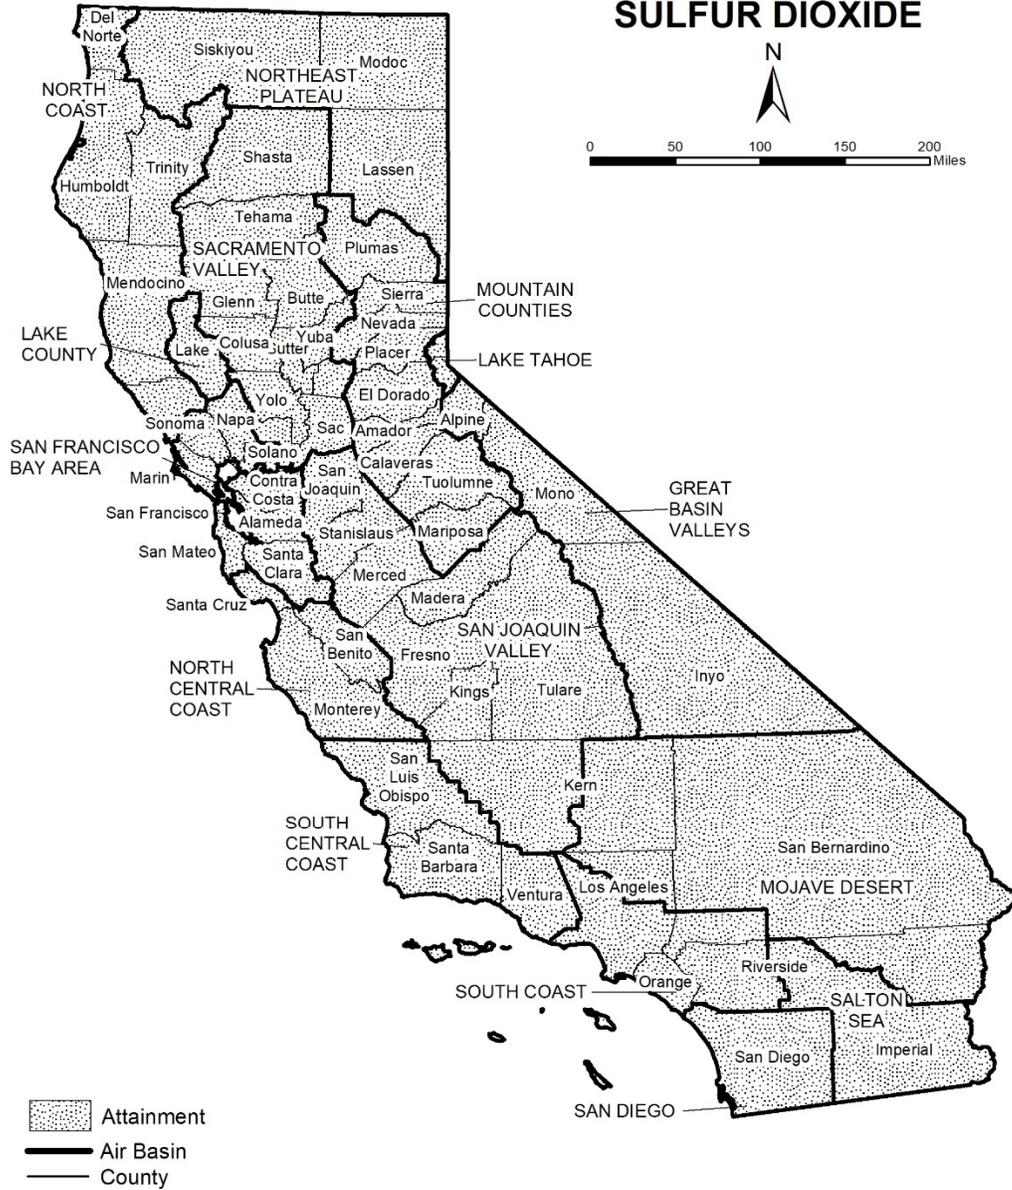 SULFUR DIOXIDE
N
0 50 100 150 200
Miles
Del
Norte
Siskiyou
Modoc
NORTHEAST
PLATEAU
NORTH
COAST
Shasta
Trinity
Lassen
Humboldt
Tehama
SACRAMENTO
VALLEY
Plumas
Mendocino
Glenn
Butte
Sierra
MOUNTAIN
COUNTIES
Nevada
LAKE
COUNTY
Lake
Colusa
utter
Yuba
Placer
LAKE TAHOE
Yolo
El Dorado
Sonoma
Napa
Sac
Amador
Alpine
SAN FRANCISCO
BAY AREA
Solano
Marin
Contra
Costa
San
Joaquin
Calaveras
Tuolumne
Mono
GREAT
BASIN
VALLEYS
San Francisco
Alameda
Stanislaus
Mariposa
San Mateo
Santa
Clara
Merced
Santa Cruz
Madera
San
Benito
Fresno
SAN JOAQUIN
VALLEY
NORTH
CENTRAL
COAST
Monterey
Kings
Tulare
Inyo
San
Luis
Obispo
Kern
SOUTH
CENTRAL
COAST
Santa
Barbara
San Bernardino
Ventura
Los Angeles
MOJAVE DESERT
Riverside
Orange
SOUTH COAST
SALTON
SEA
San Diego
Imperial
SAN DIEGO
Attainment
Air Basin
County